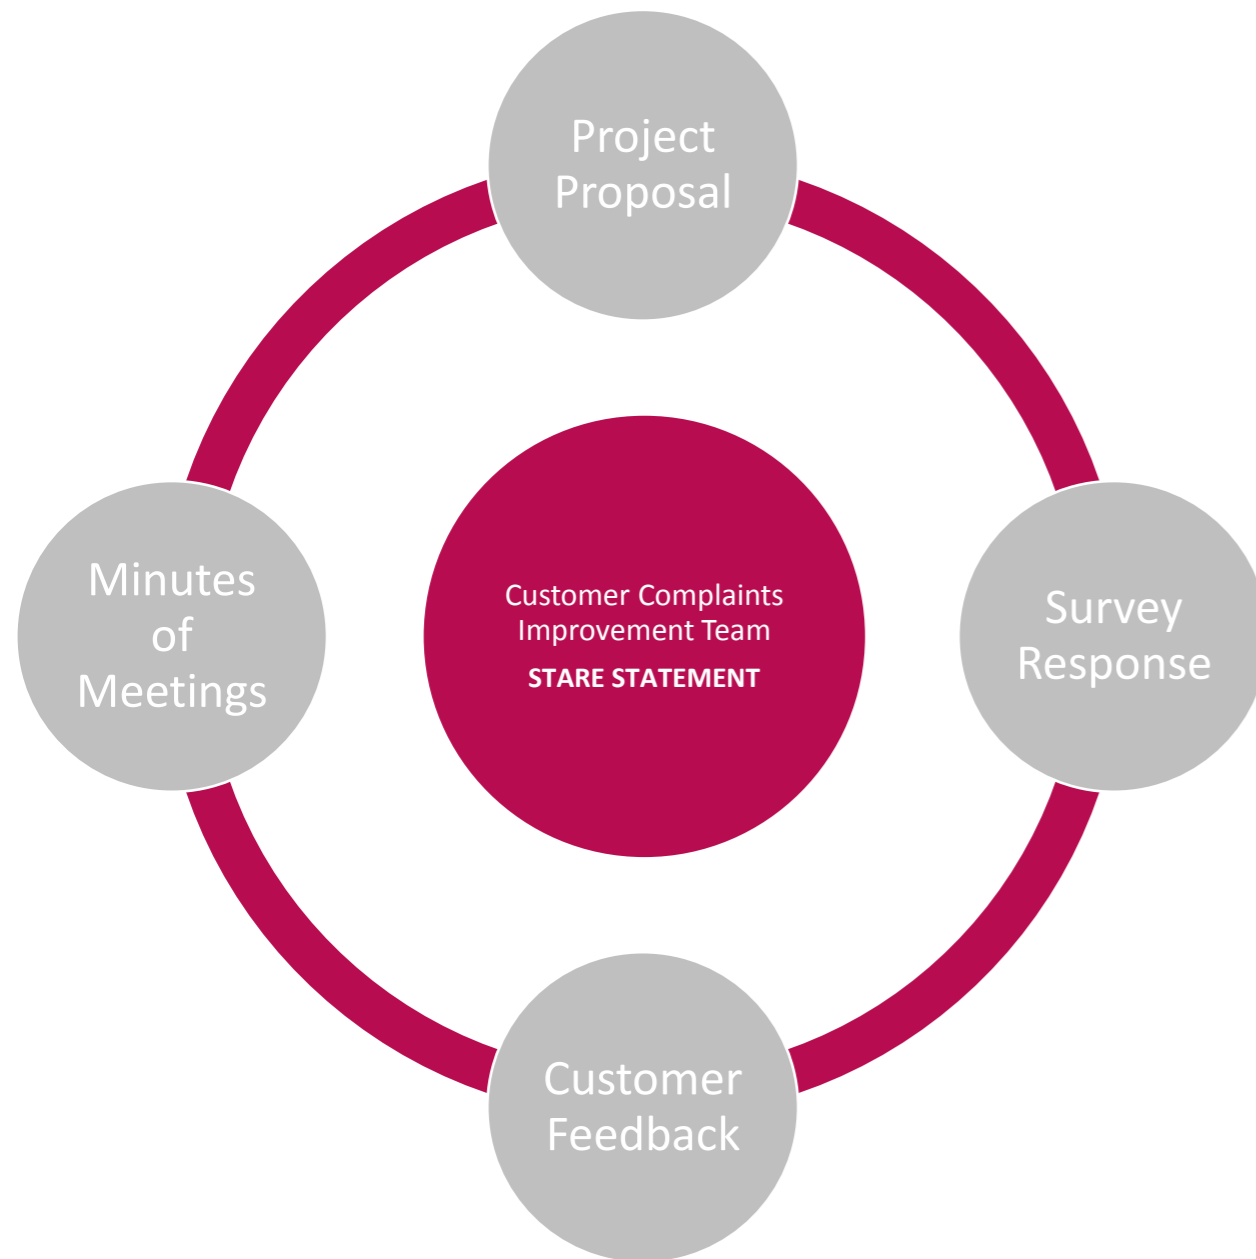 Project
Proposal
Minutes
of
Meetings
Customer Complaints
Improvement Team
STARE STATEMENT
Survey
Response
Customer
Feedback